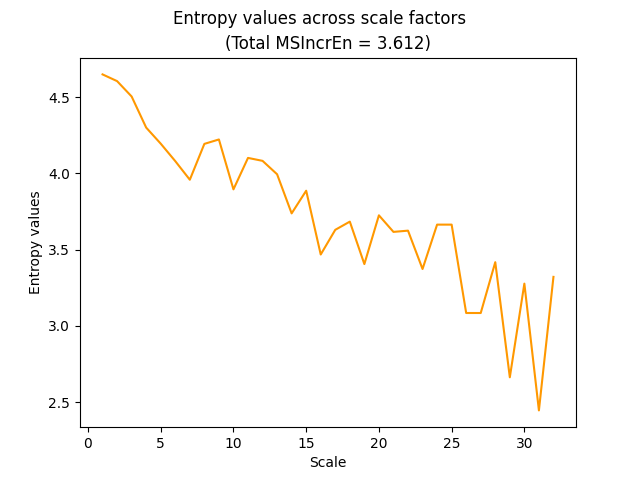 Entropy values across scale factors
(Total MSIncrEn = 3.612)
4.5
4.0
3.5
3.0
2.5
Entropy values
0 5 10 15 20 25 30
Scale